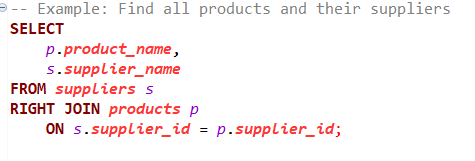 -- Example: Find all products and their suppliers
SELECT
    p.product_name,
    s.supplier_name
FROM suppliers s
RIGHT JOIN products p
    ON s.supplier_id = p.supplier_id;